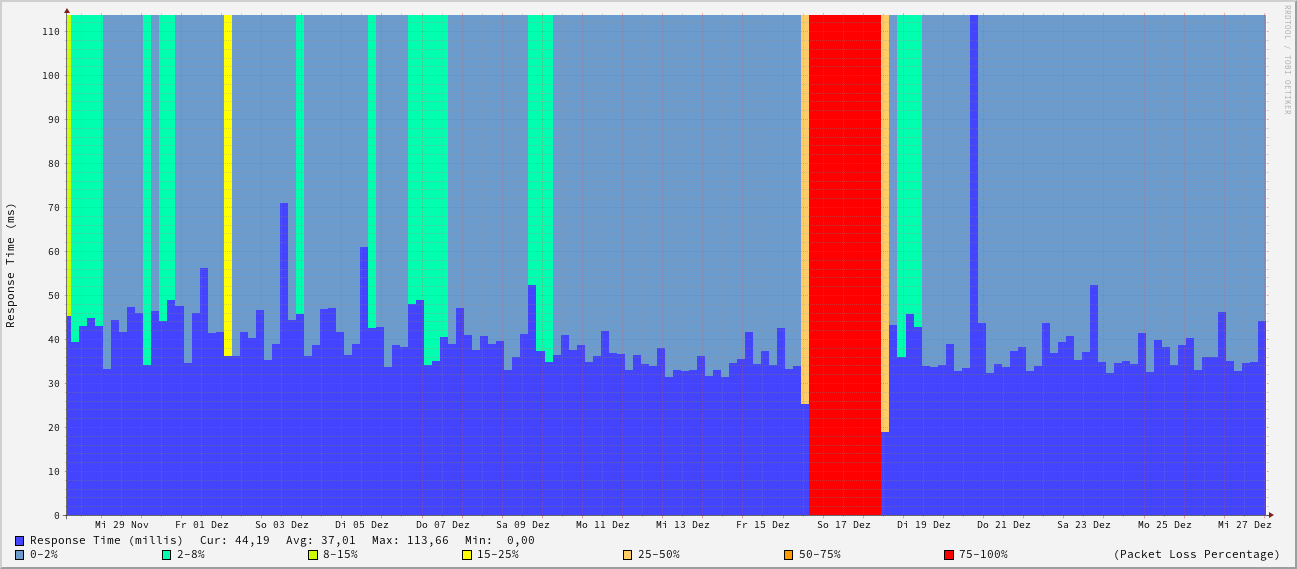 RRDTOOL / TOBI OETIKER
Response Time (ms)
110
100
90
80
70
60
50
40
30
20
10
0
Mi 29 Nov Fr 01 Dez So 03 Dez Di 05 Dez Do 07 Dez Sa 09 Dez Mo 11 Dez Mi 13 Dez Fr 15 Dez So 17 Dez Di 19 Dez Do 21 Dez Sa 23 Dez Mo 25 Dez Mi 27 Dez
Response Time (millis) Cur: 44,19 Avg: 37,01 Max: 113,66 Min: 0,00
0-2% 2-8% 8-15% 15-25% 25-50% 50-75% 75-100% (Packet Loss Percentage)